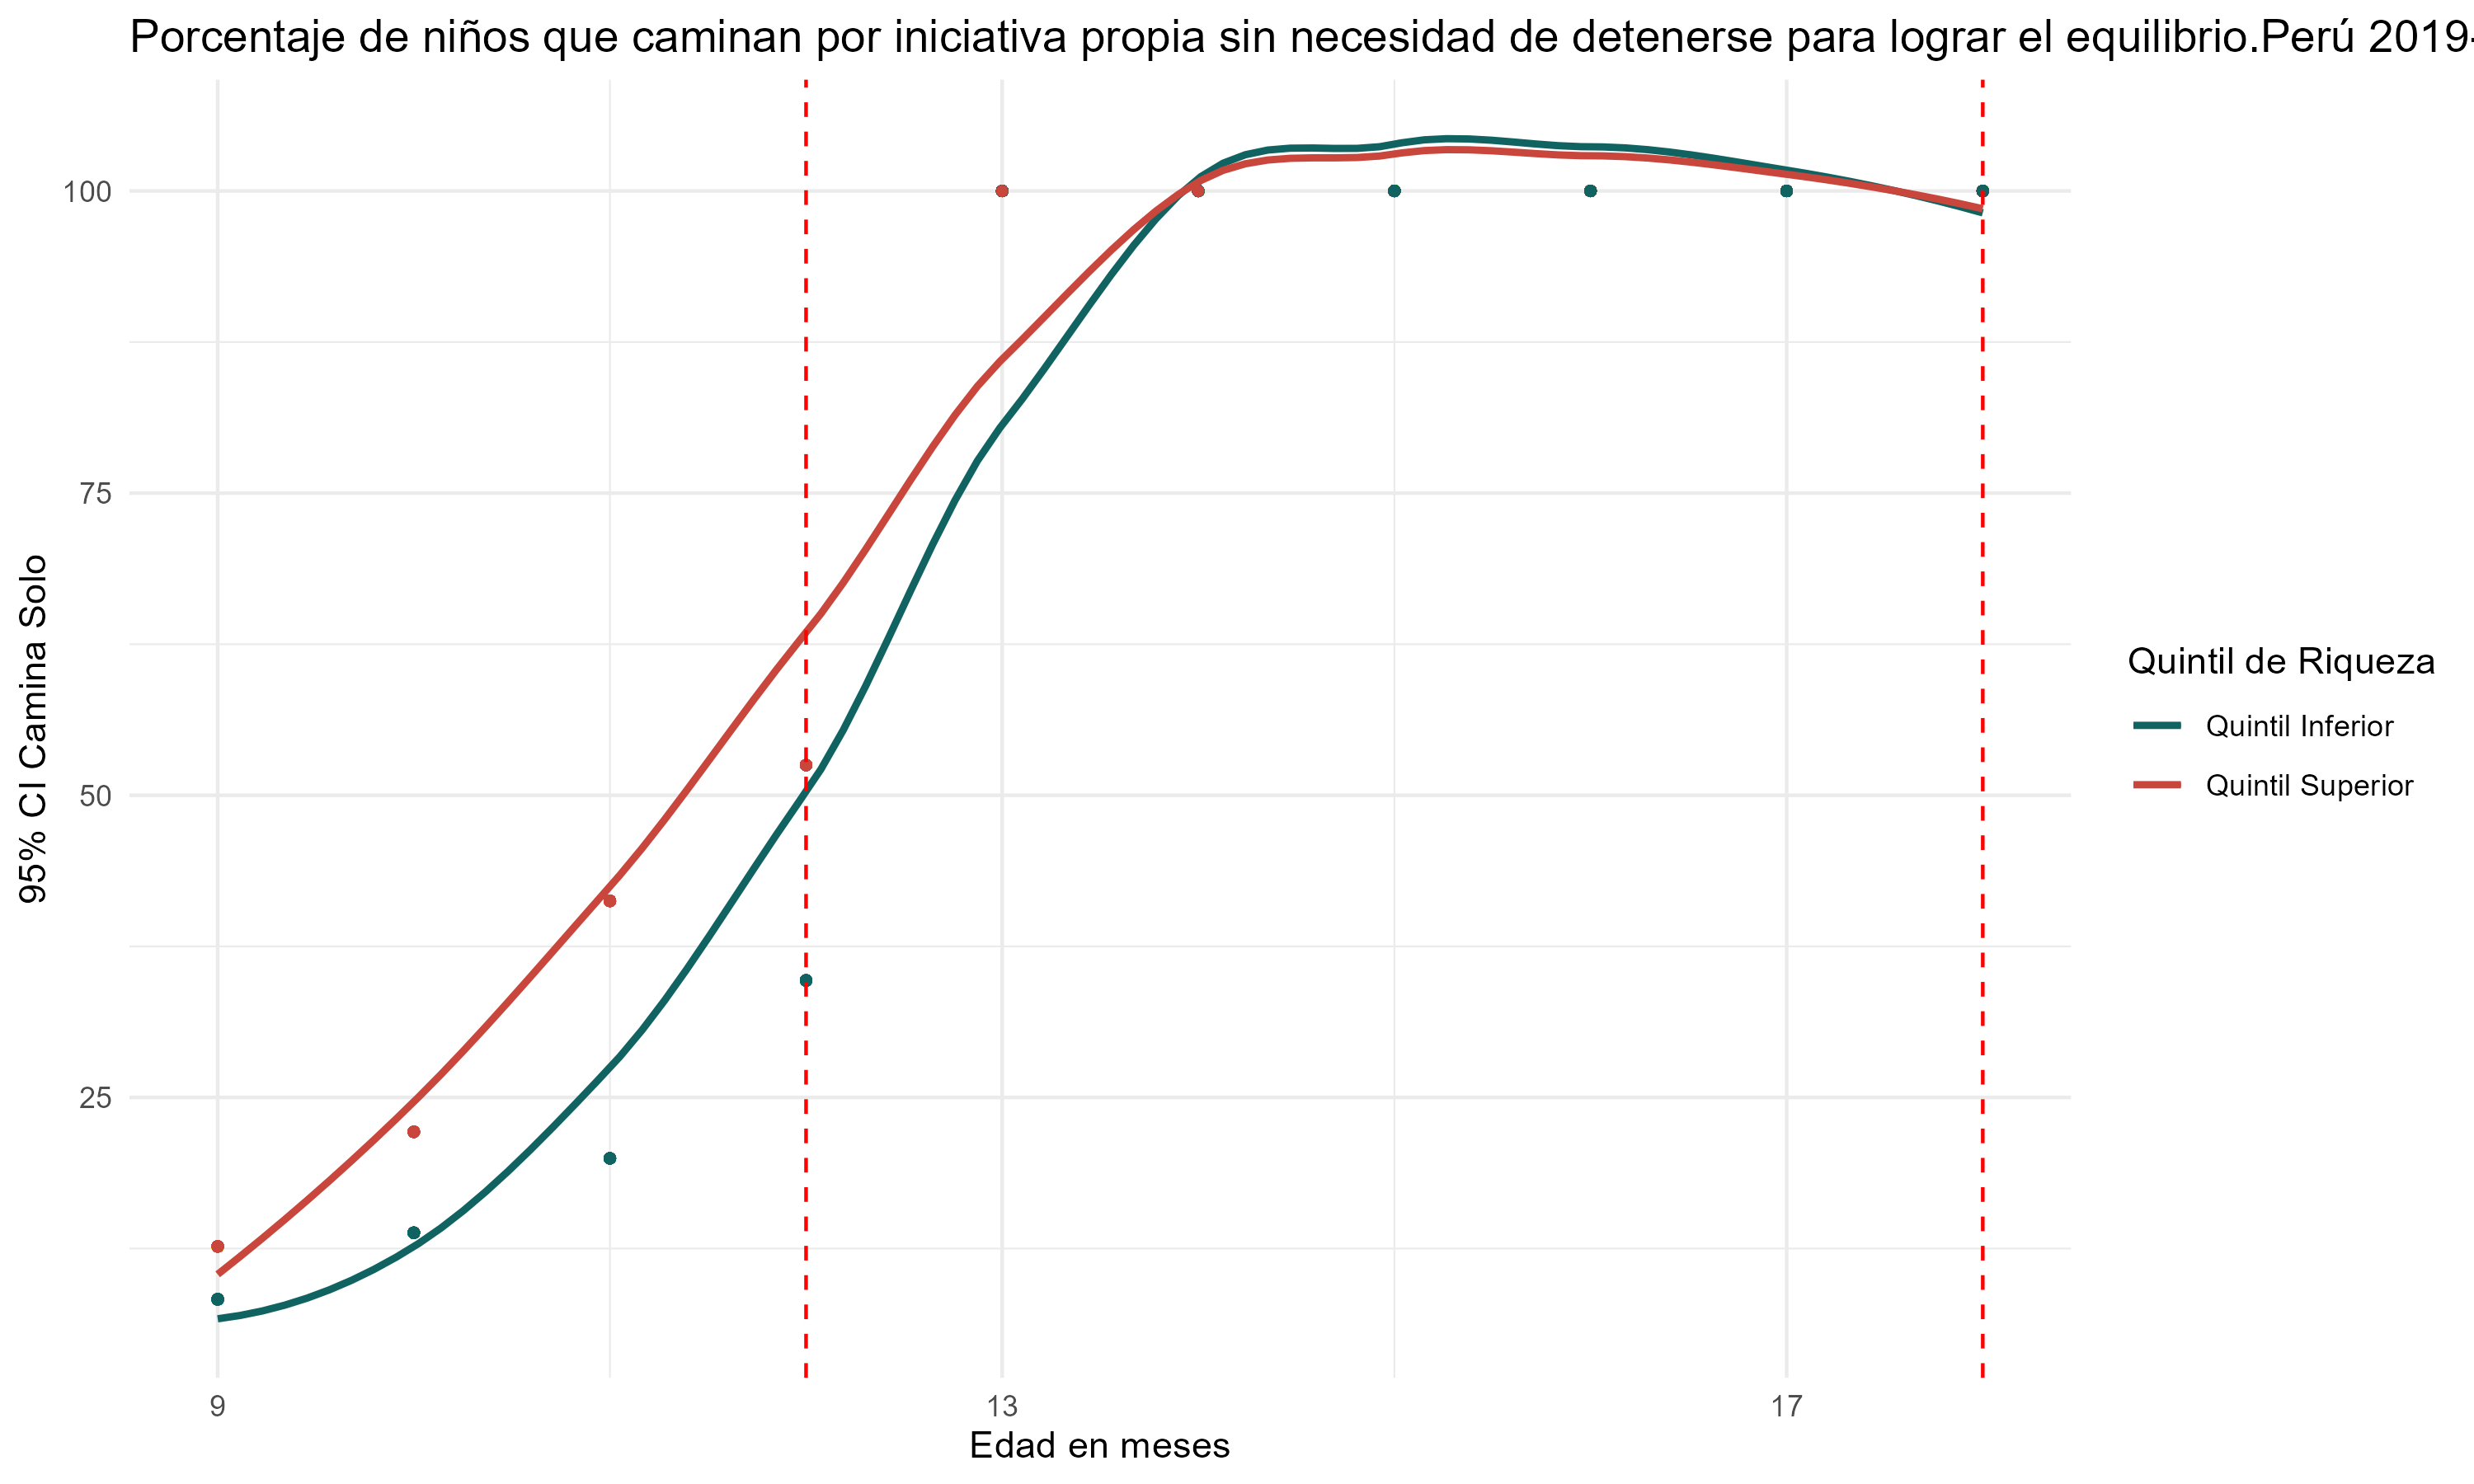 Porcentaje de niños que caminan por iniciativa propia sin necesidad de detenerse para lograr el equilibrio.Perú 2019-
100
75
50
25
95% CI Camina Solo
9
13
17
Edad en meses
Quintil de Riqueza
Quintil Inferior
Quintil Superior